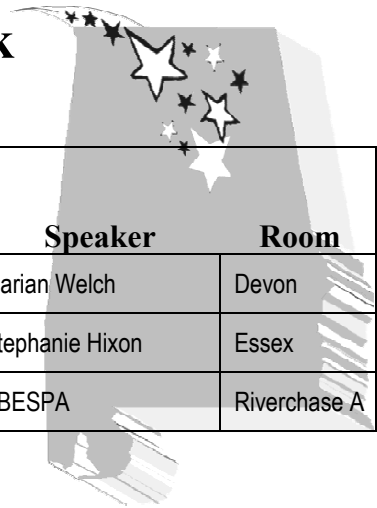 k
Speaker Room
arian Welch Devon
tephanie Hixon Essex
BESPA Riverchase A